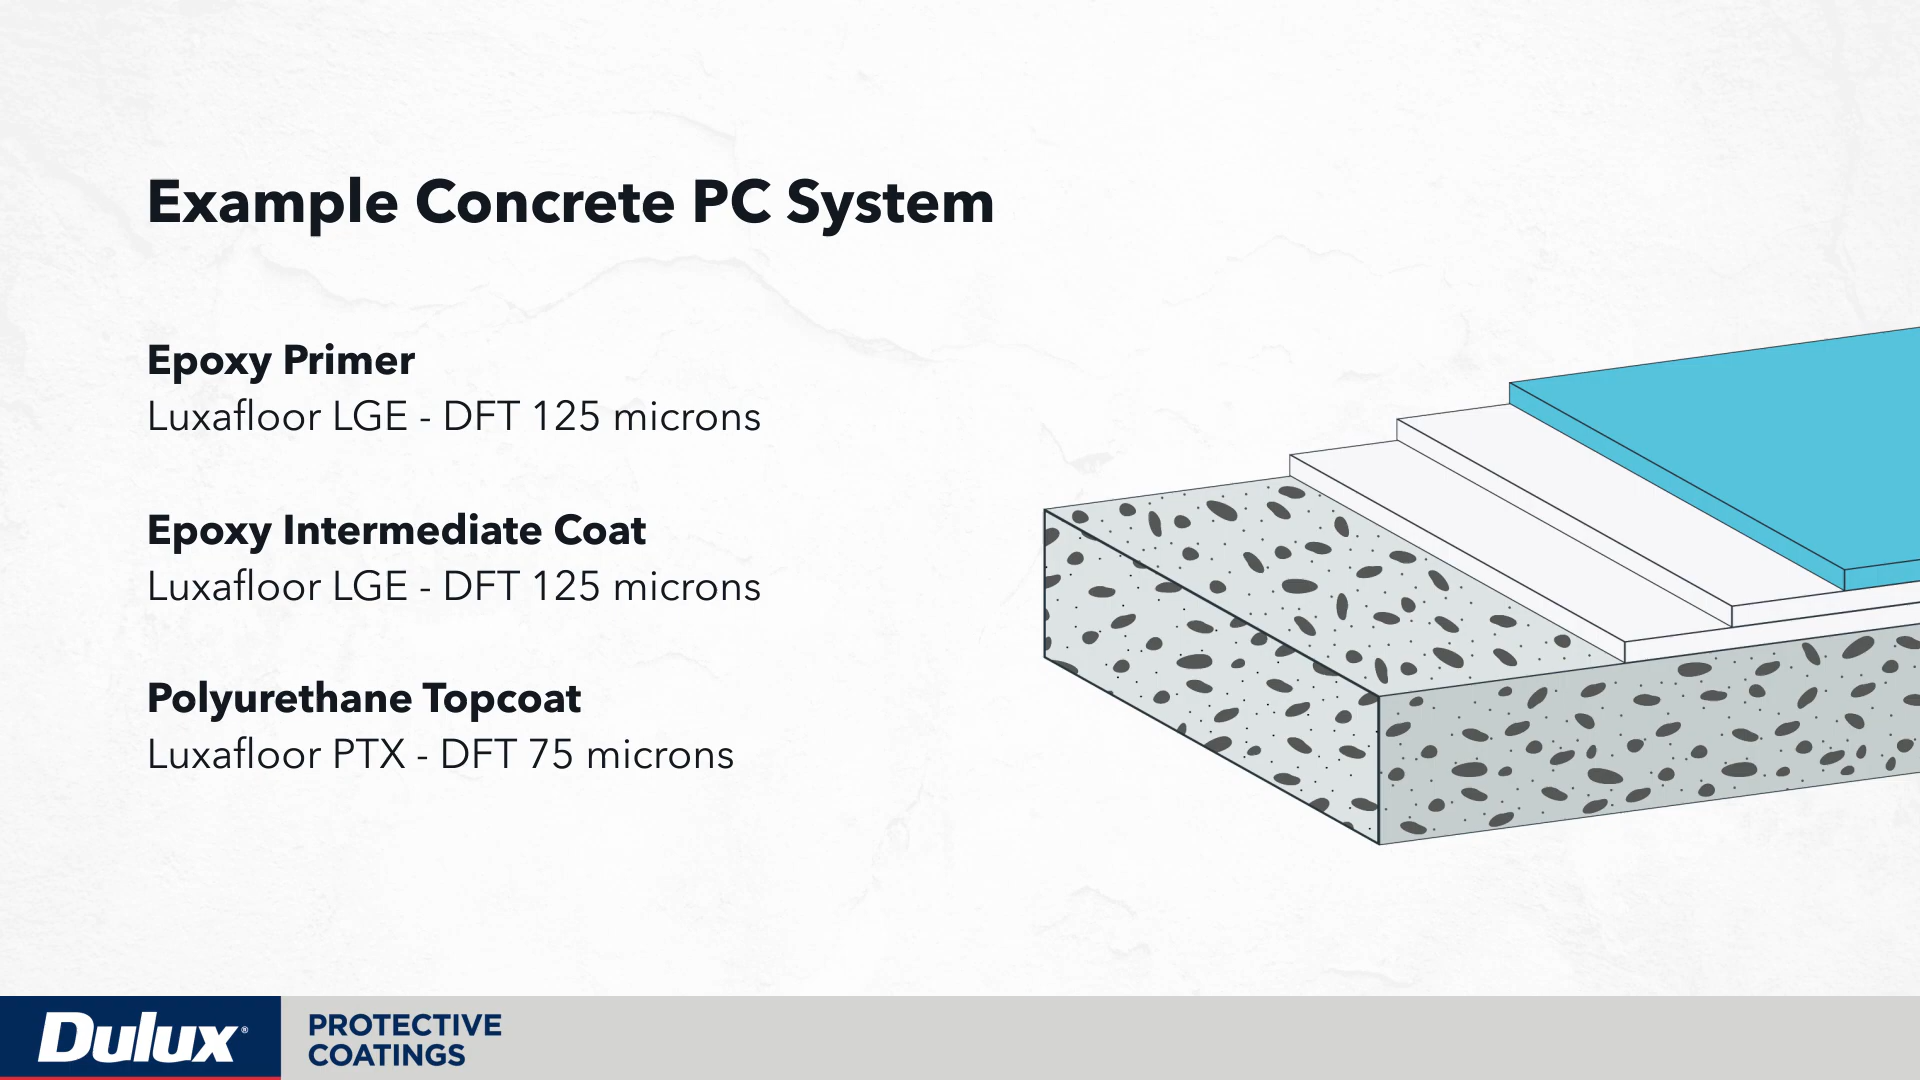 Example Concrete PC System
Epoxy Primer
Luxafloor LGE - DFT 125 microns
Epoxy Intermediate Coat
Luxafloor LGE - DFT 125 microns
Polyurethane Topcoat
Luxafloor PTX - DFT 75 microns
Dulux®
PROTECTIVE
COATINGS